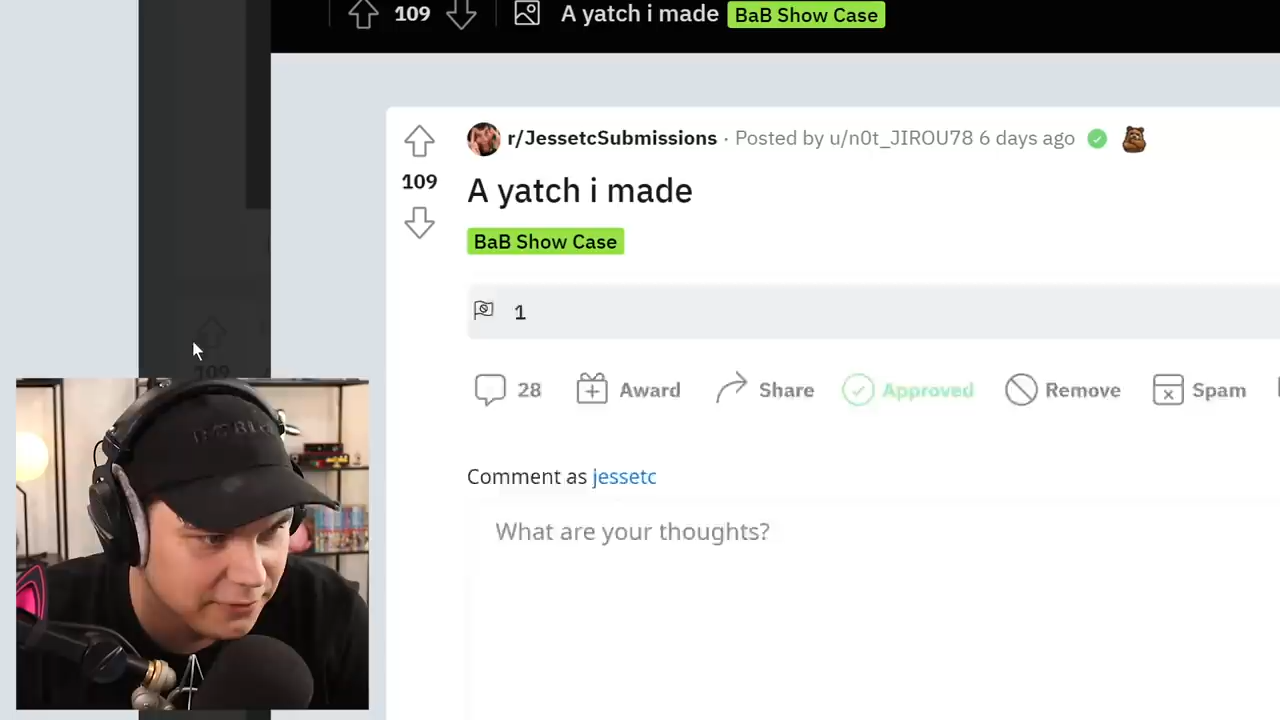 109 A yatch i made BaB Show Case
r/JessetcSubmissions · Posted by u/n0t_JIROU78 6 days ago
109
A yatch i made
BaB Show Case
1
109
28 Award Share Approved Remove Spam
Comment as jessetc
What are your thoughts?